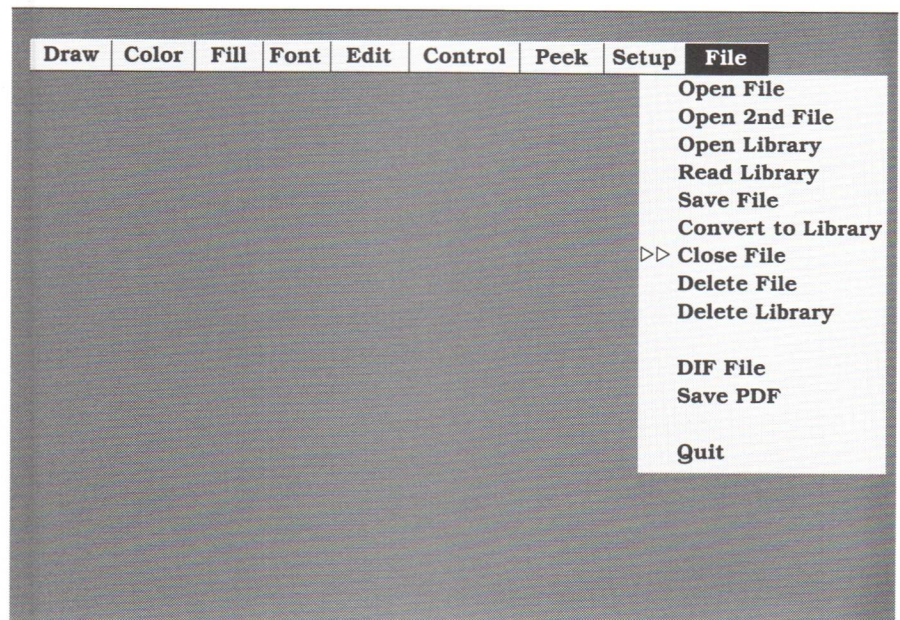 Draw Color Fill Font Edit Control Peek Setup File
Open File
Open 2nd File
Open Library
Read Library
Save File
Convert to Library
▷▷ Close File
Delete File
Delete Library
DIF File
Save PDF
Quit